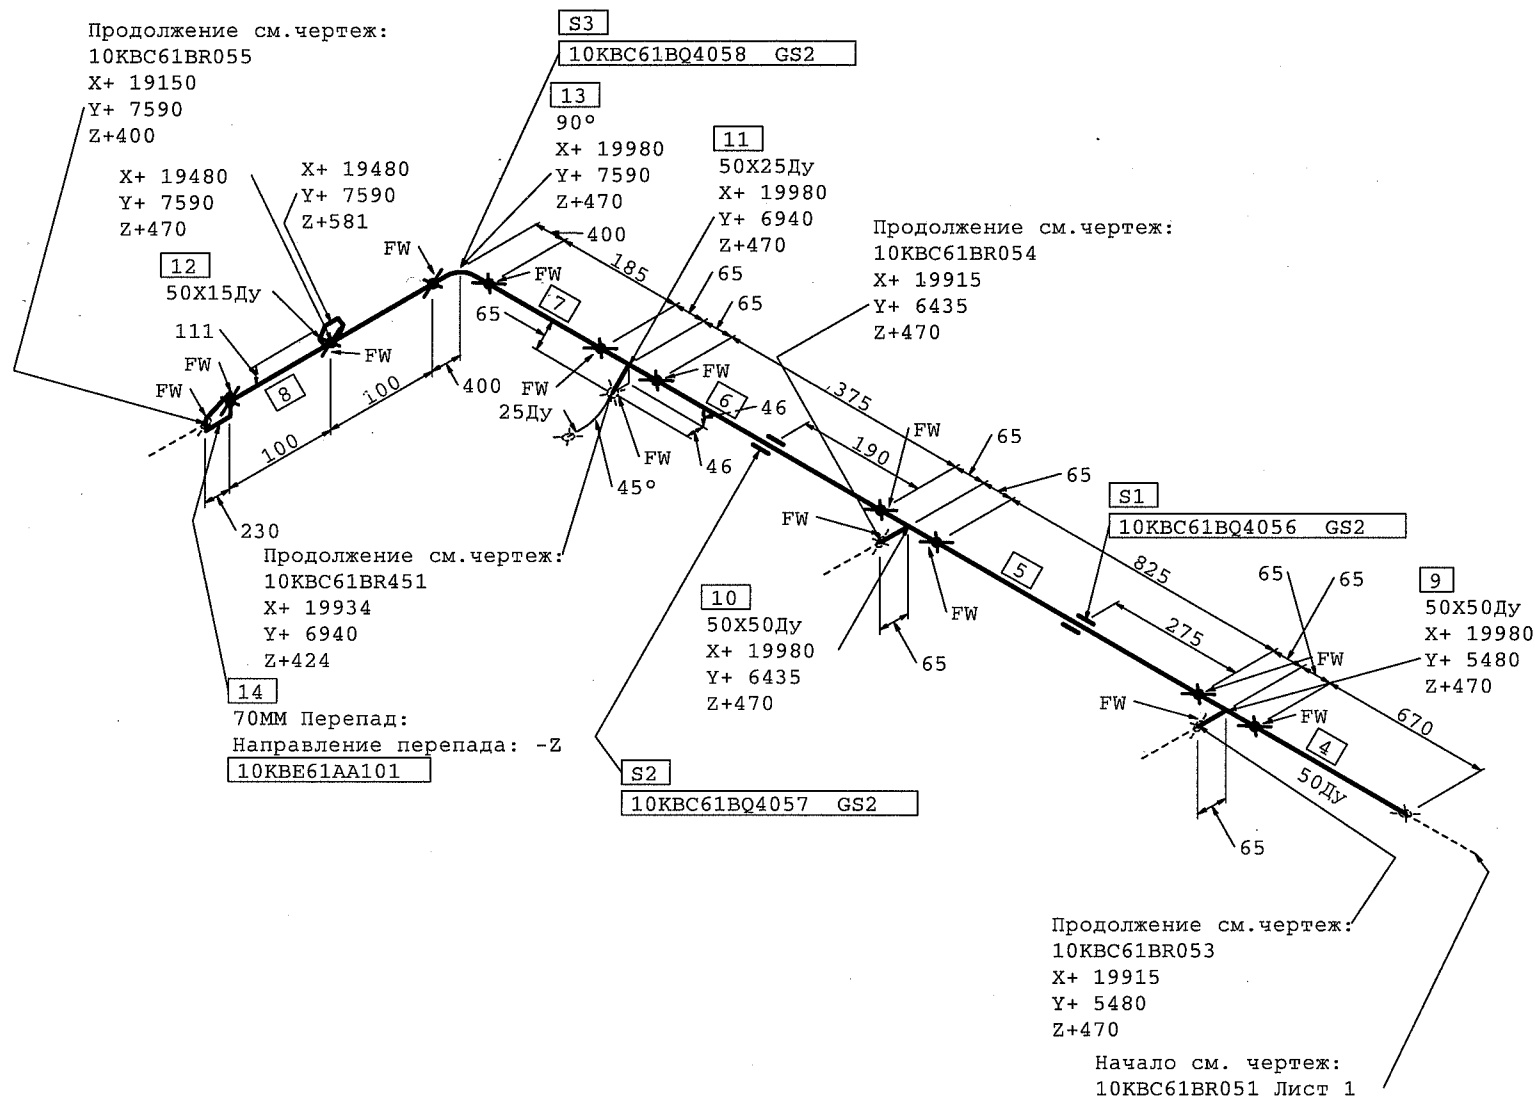 Продолжение см.чертеж:
10KBC61BR055
X+ 19150
Y+ 7590
Z+400
S3
10KBC61BQ4058 GS2
13
90°
X+ 19980
Y+ 7590
Z+470
11
50X25Ду
X+ 19980
Y+ 6940
Z+470
X+ 19480
Y+ 7590
Z+470
X+ 19480
Y+ 7590
Z+581
12
50X15Ду
111
FW
FW
FW
FW
8
100
100
400
230
FW
400
185
65
65
7
65
FW
FW
25Ду
FW
45°
46
46
6
Продолжение см.чертеж:
10KBC61BR054
X+ 19915
Y+ 6435
Z+470
375
190
FW
65
65
FW
FW
65
Продолжение см.чертеж:
10KBC61BR451
X+ 19934
Y+ 6940
Z+424
14
70ММ Перепад:
Направление перепада: -Z
10KBE61AA101
10
50X50Ду
X+ 19980
Y+ 6435
Z+470
S2
10KBC61BQ4057 GS2
S1
10KBC61BQ4056 GS2
5
825
275
65
65
9
50X50Ду
X+ 19980
Y+ 5480
Z+470
FW
FW
FW
4
670
50Ду
65
Продолжение см.чертеж:
10KBC61BR053
X+ 19915
Y+ 5480
Z+470
Начало см. чертеж:
10KBC61BR051 Лист 1